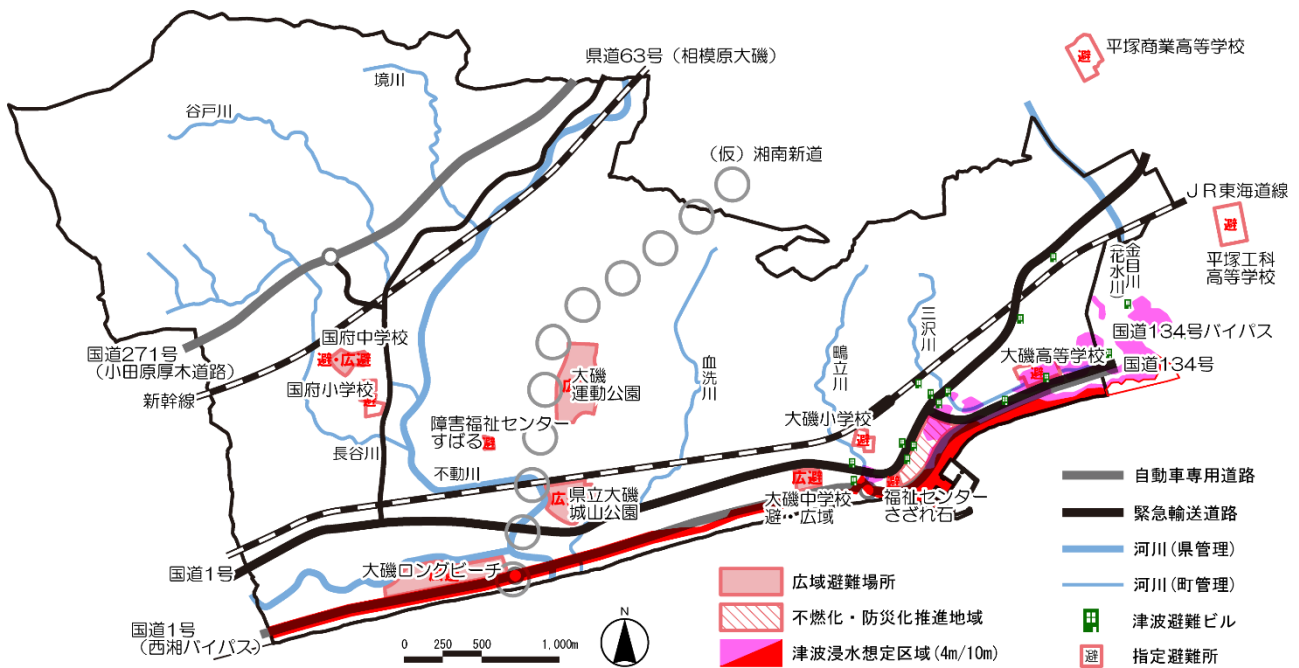 平塚商業高等学校
避
県道63号（相模原大磯）
境川
谷戸川
（仮）湘南新道
ＪＲ東海道線
避
平塚工科
高等学校
金目川
（花水川）
三沢川
鴫立川
血洗川
国道134号バイパス
大磯高等学校
避
国道134号
国道271号
（小田原厚木道路）
新幹線
国府中学校
避・広避
国府小学校
避
大磯
運動公園
広
障害福祉センター
すばる
避
大磯小学校
避
長谷川
不動川
広
県立大磯
城山公園
広避
大磯中学校
避・広域
避
福祉センター
さざれ石
国道1号
大磯ロングビーチ
国道1号
（西湘バイパス）
0 250 500 1,000m
N
自動車専用道路
緊急輸送道路
河川（県管理）
河川（町管理）
津波避難ビル
避
指定避難所
広域避難場所
不燃化・防災化推進地域
津波浸水想定区域（4m/10m）